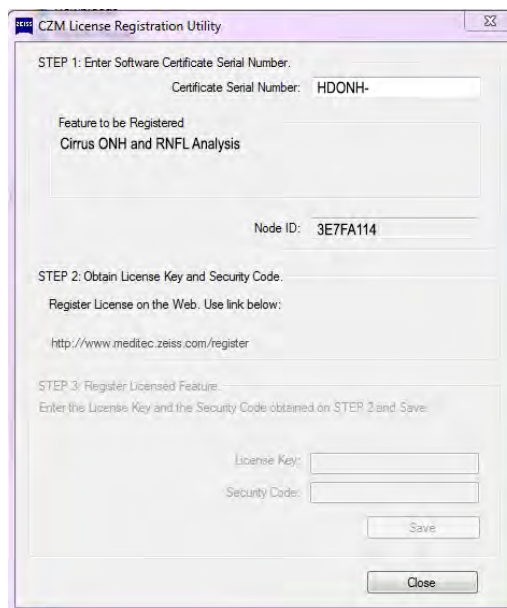 ZEISS
CZM License Registration Utility
STEP 1: Enter Software Certificate Serial Number.
Certificate Serial Number: HDONH-
Feature to be Registered
Cirrus ONH and RNFL Analysis
Node ID: 3E7FA114
STEP 2: Obtain License Key and Security Code.
Register License on the Web. Use link below:
http://www.meditec.zeiss.com/register
STEP 3: Register Licensed Feature.
Enter the License Key and the Security Code obtained on STEP 2 and Save.
License Key:
Security Code:
Save
Close